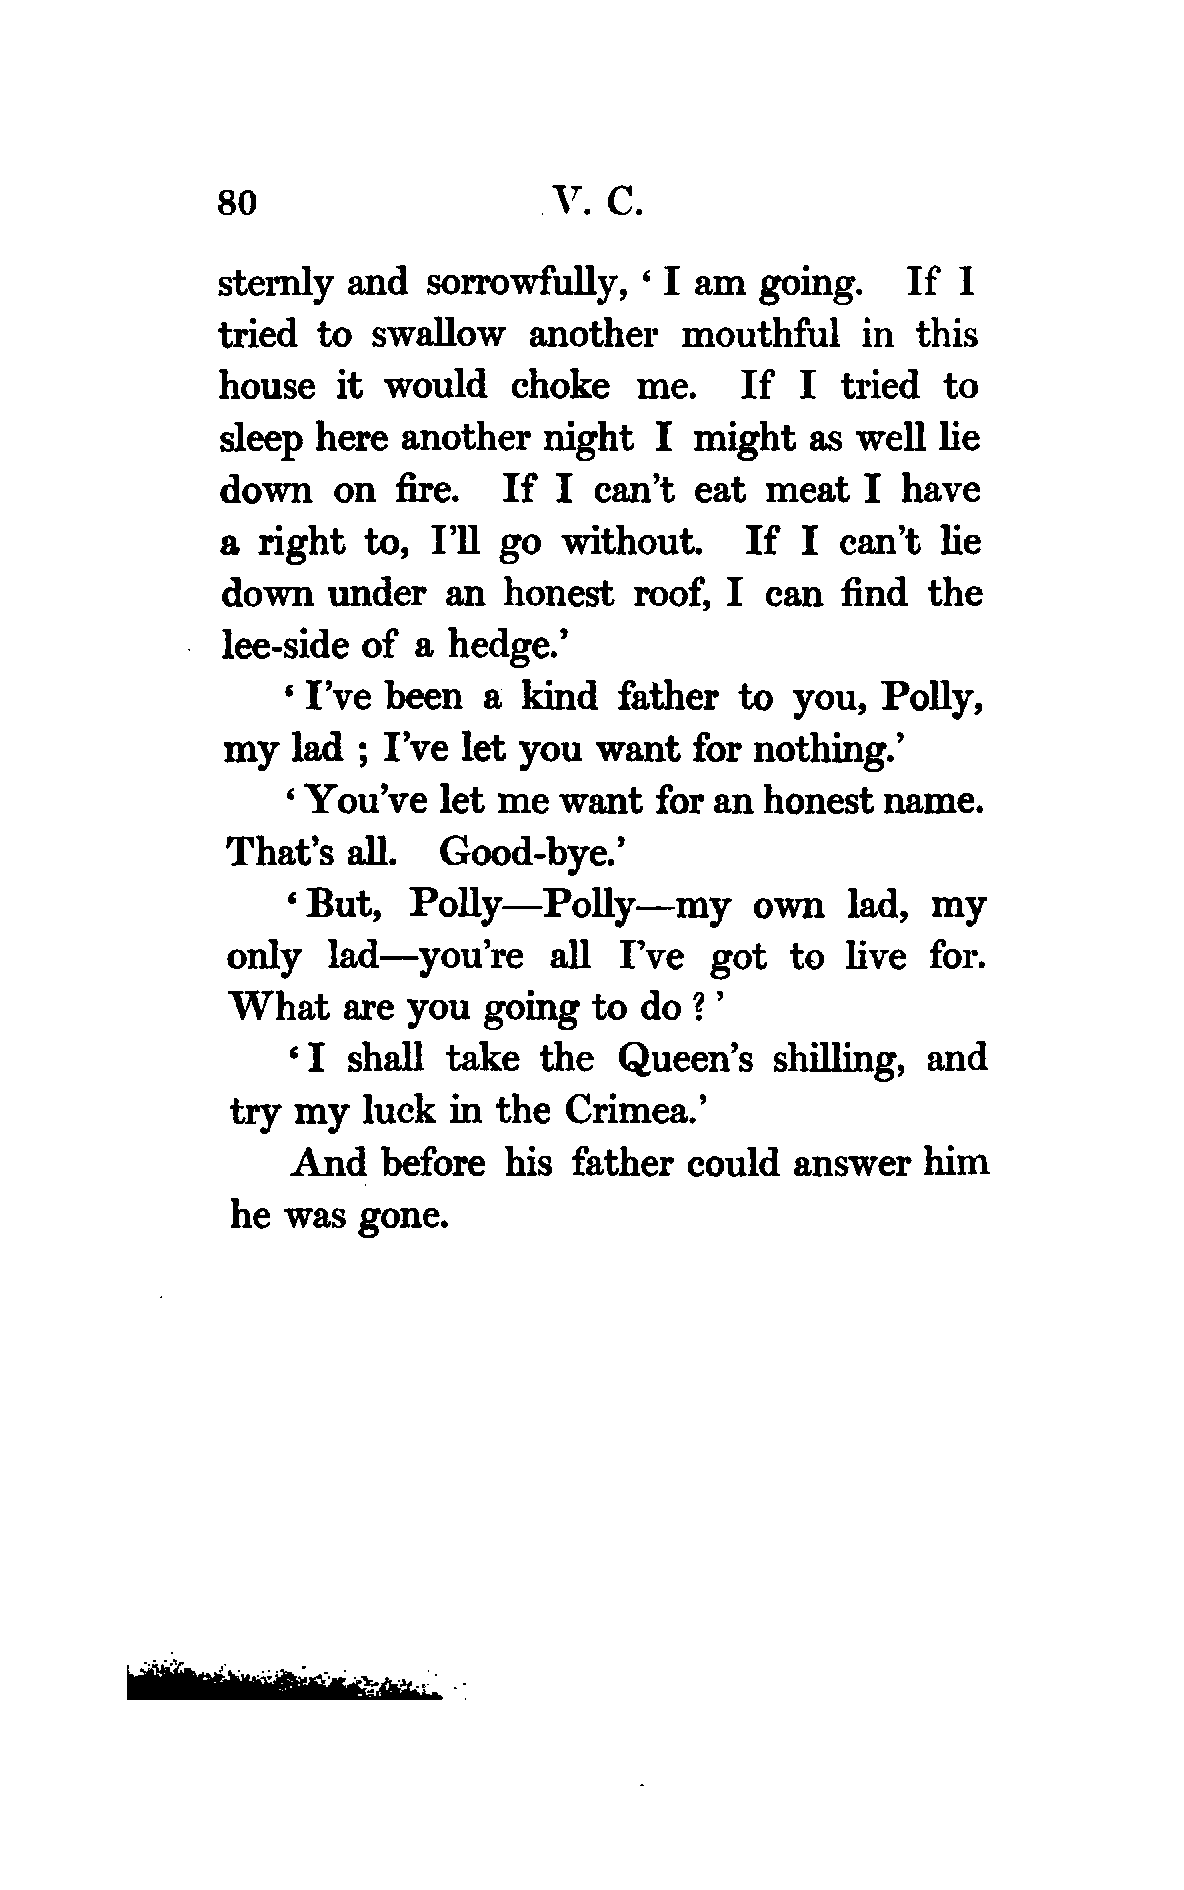 80 V. C.
sternly and sorrowfully, ‘ I am going. If I
tried to swallow another mouthful in this
house it would choke me. If I tried to
sleep here another night I might as well lie
down on fire. If I can’t eat meat I have
a right to, I’ll go without. If I can’t lie
down under an honest roof, I can find the
lee-side of a hedge.’
‘ I’ve been a kind father to you, Polly,
my lad ; I’ve let you want for nothing.’
‘ You’ve let me want for an honest name.
That’s all. Good-bye.’
‘ But, Polly—Polly—my own lad, my
only lad—you’re all I’ve got to live for.
What are you going to do ? ’
‘ I shall take the Queen’s shilling, and
try my luck in the Crimea.’
And before his father could answer him
he was gone.